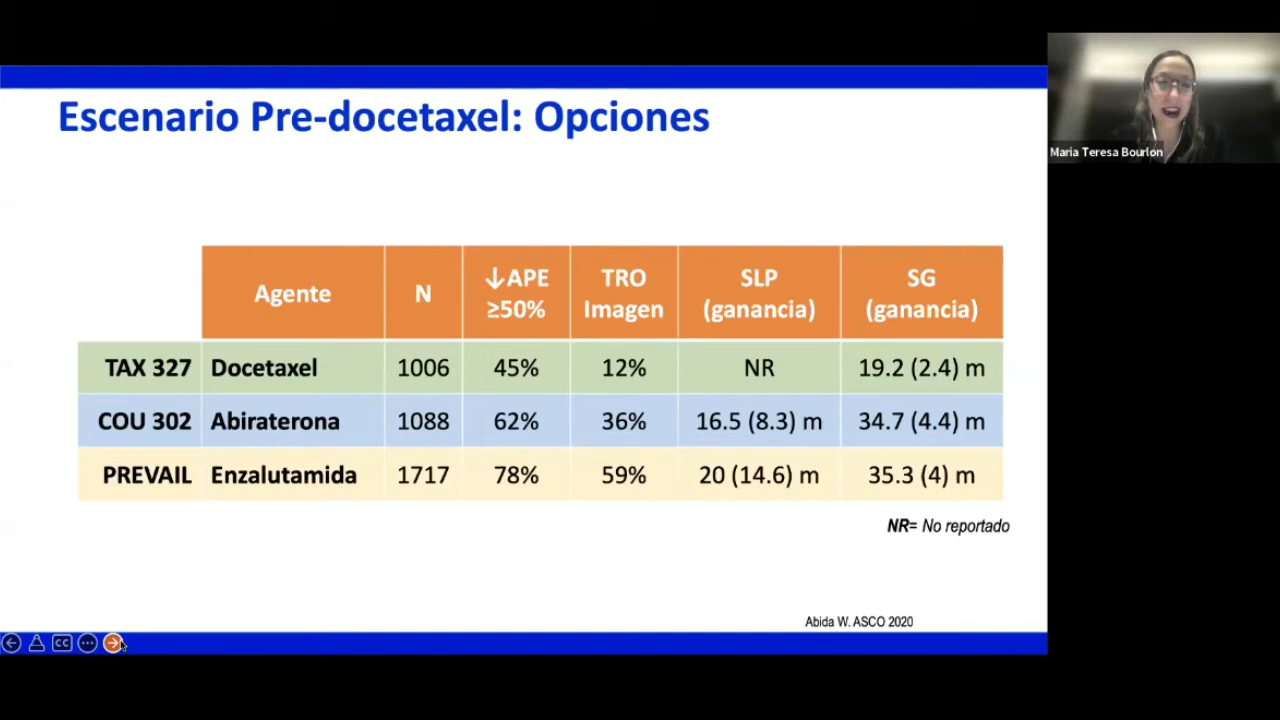 Escenario Pre-docetaxel: Opciones
Maria Teresa Bourlon
Agente N ↓APE ≥50% TRO Imagen SLP (ganancia) SG (ganancia)
TAX 327 Docetaxel 1006 45% 12% NR 19.2 (2.4) m
COU 302 Abiraterona 1088 62% 36% 16.5 (8.3) m 34.7 (4.4) m
PREVAIL Enzalutamida 1717 78% 59% 20 (14.6) m 35.3 (4) m
NR= No reportado
Abida W. ASCO 2020
CC